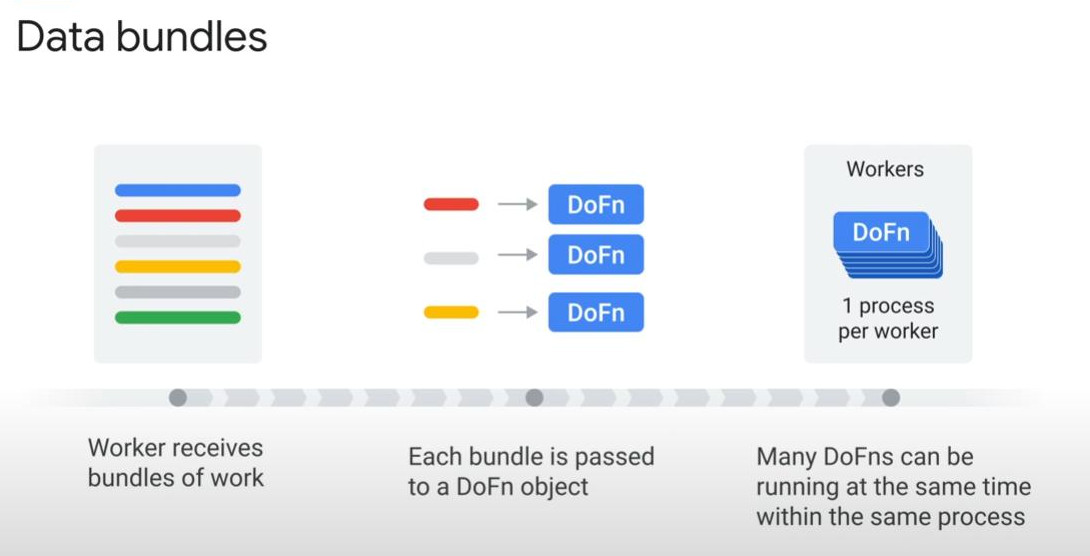 Data bundles
Workers
DoFn
DoFn
DoFn
DoFn
1 process
per worker
Worker receives
bundles of work
Each bundle is passed
to a DoFn object
Many DoFns can be
running at the same time
within the same process